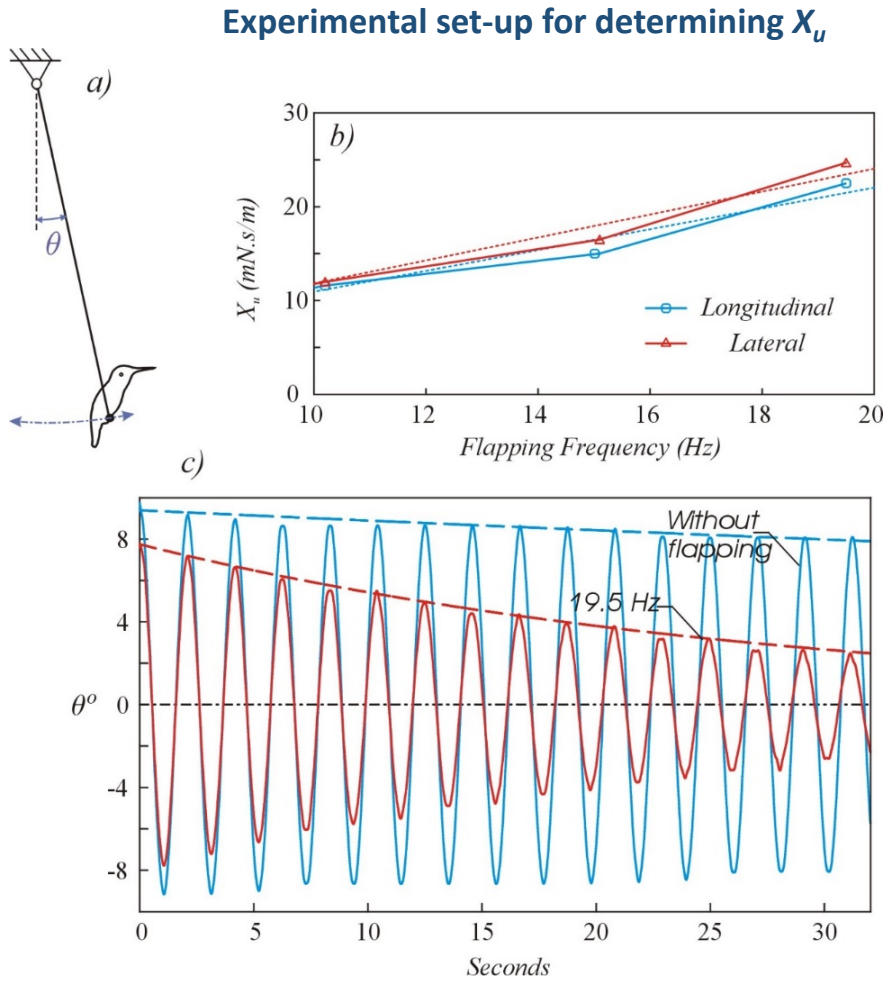 Experimental set-up for determining Xu
a)
θ
b)
30
20
10
0
Xu (mN.s/m)
Longitudinal
Lateral
10 12 14 16 18 20
Flapping Frequency (Hz)
c)
8
4
0
-4
-8
θº
Without
flapping
19.5 Hz
0 5 10 15 20 25 30
Seconds